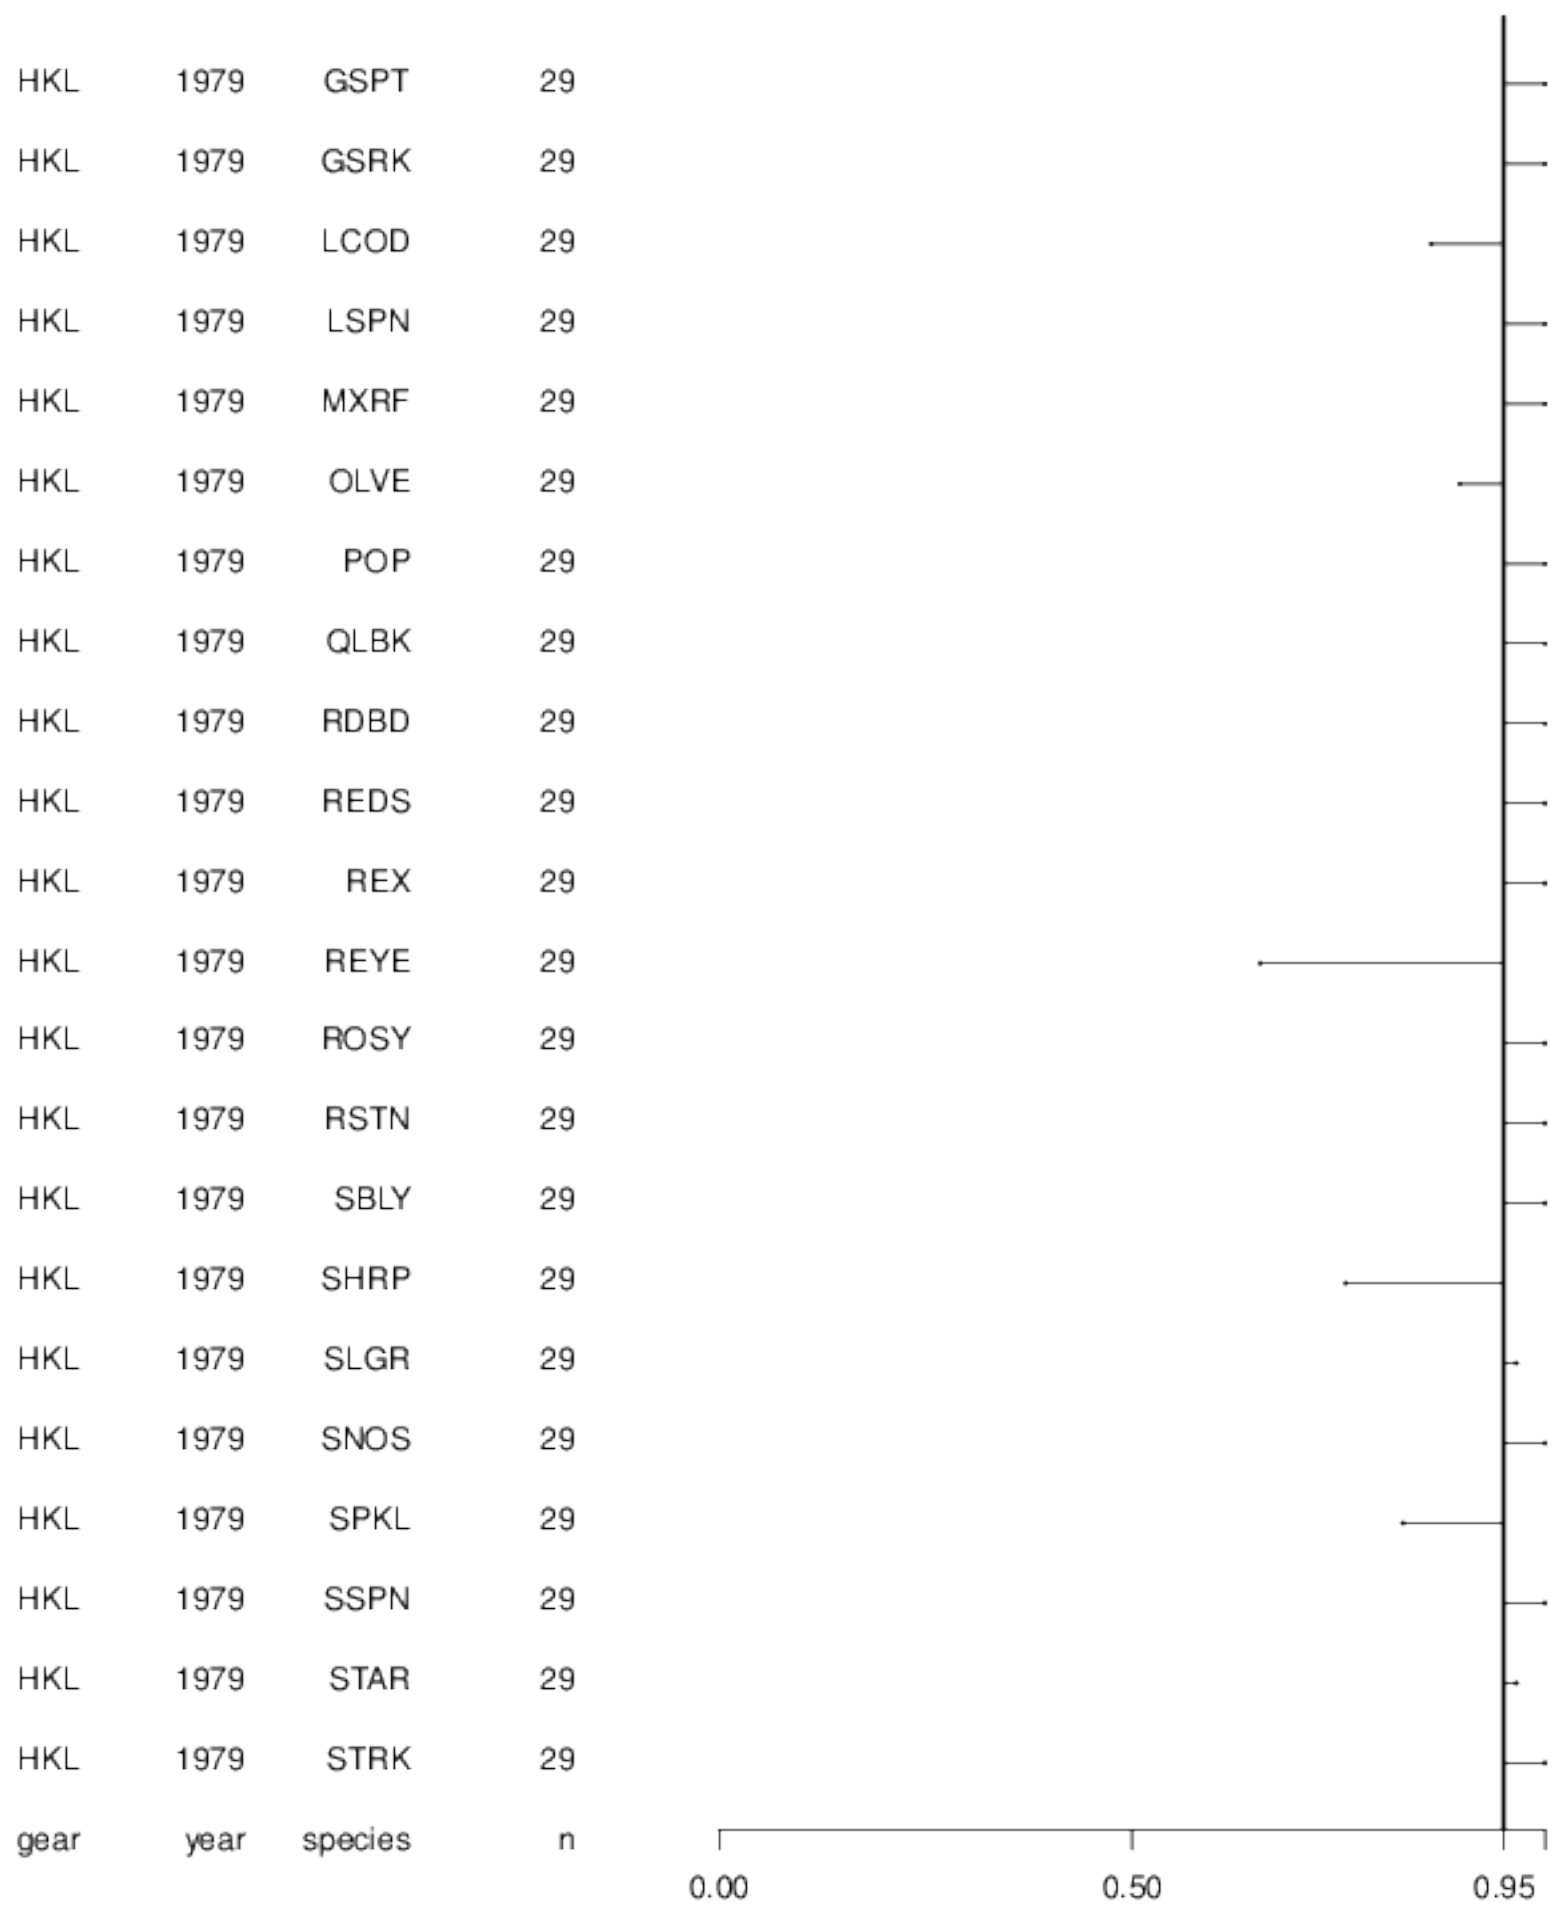 HKL 1979 GSPT 29
HKL 1979 GSRK 29
HKL 1979 LCOD 29
HKL 1979 LSPN 29
HKL 1979 MXRF 29
HKL 1979 OLVE 29
HKL 1979 POP 29
HKL 1979 QLBK 29
HKL 1979 RDBD 29
HKL 1979 REDS 29
HKL 1979 REX 29
HKL 1979 REYE 29
HKL 1979 ROSY 29
HKL 1979 RSTN 29
HKL 1979 SBLY 29
HKL 1979 SHRP 29
HKL 1979 SLGR 29
HKL 1979 SNOS 29
HKL 1979 SPKL 29
HKL 1979 SSPN 29
HKL 1979 STAR 29
HKL 1979 STRK 29
gear year species n
0.00 0.50 0.95